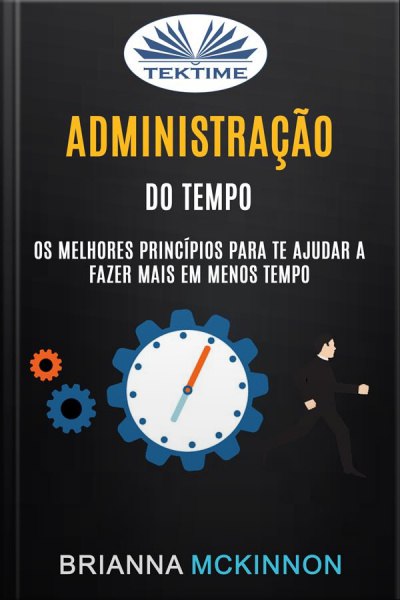 TEKTIME
ADMINISTRAÇÃO
DO TEMPO
OS MELHORES PRINCÍPIOS PARA TE AJUDAR A
FAZER MAIS EM MENOS TEMPO
BRIANNA MCKINNON